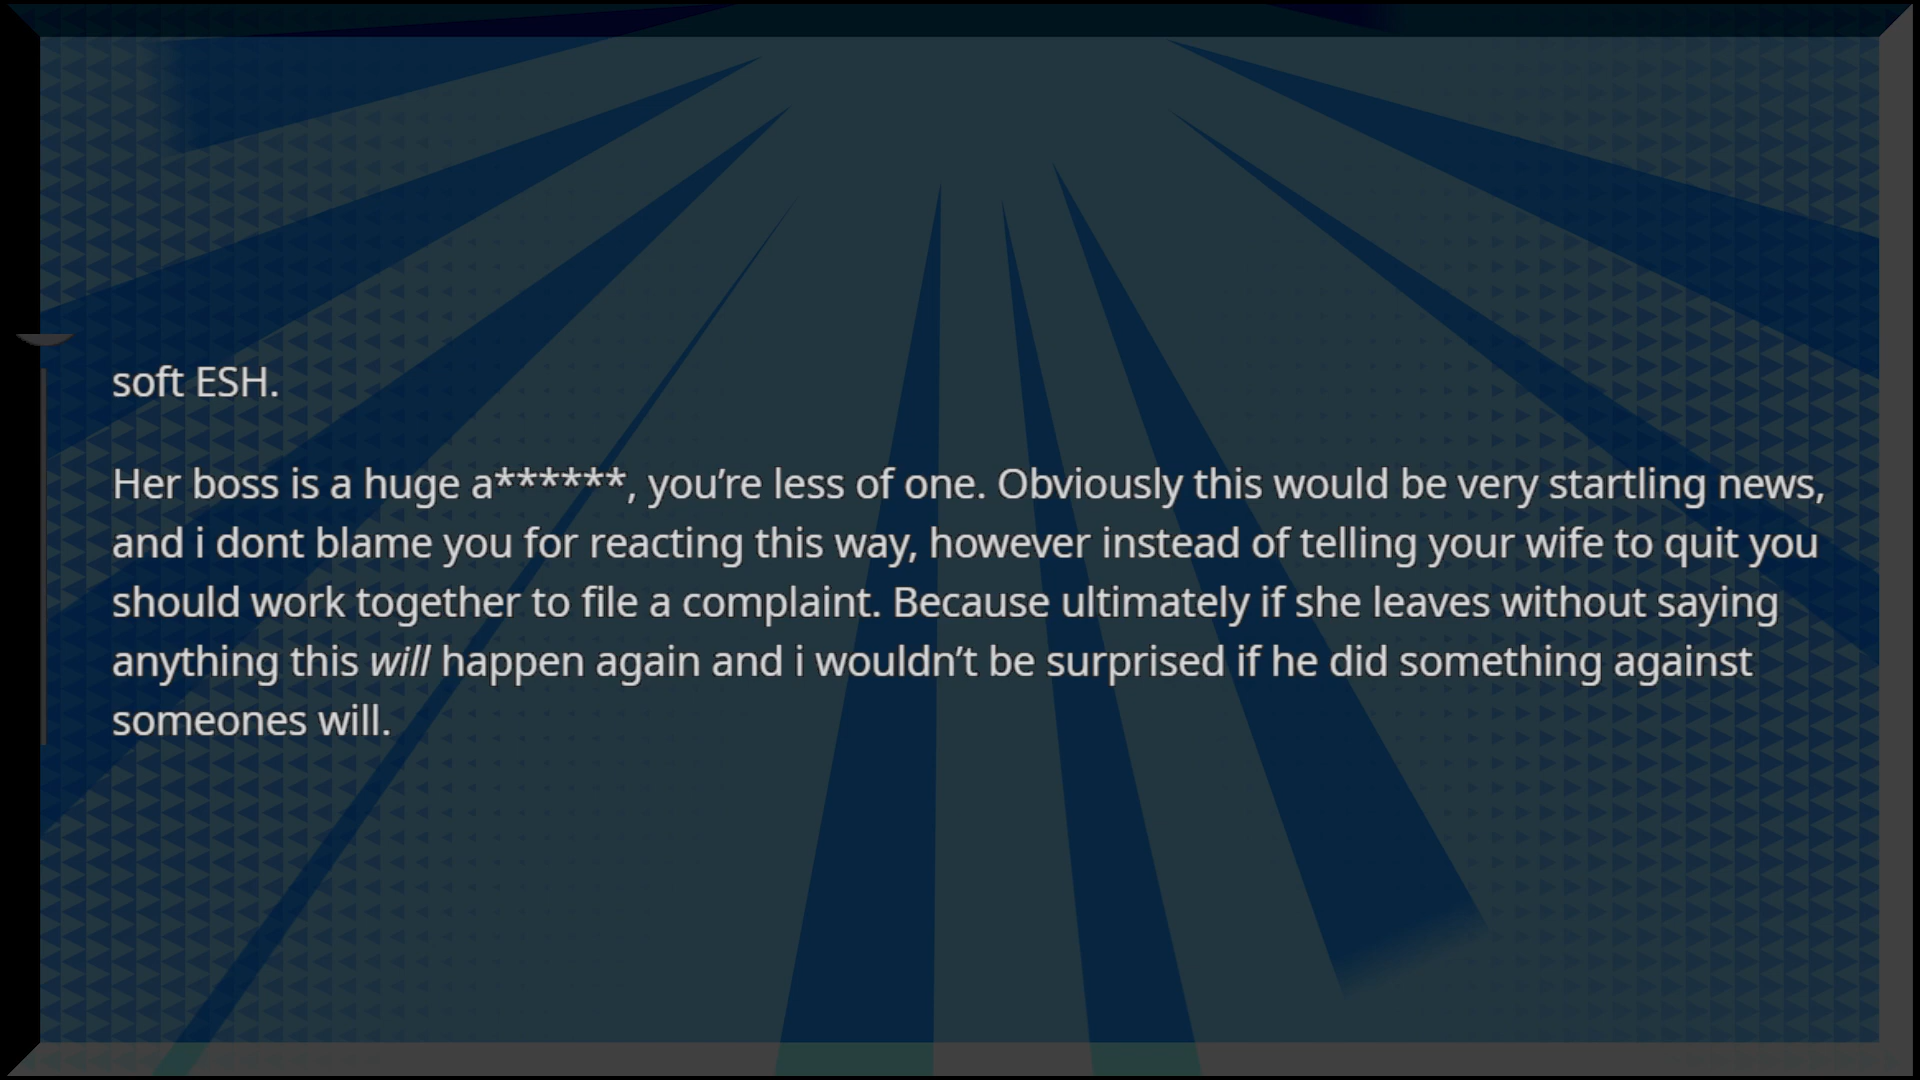 soft ESH.
Her boss is a huge a******, you’re less of one. Obviously this would be very startling news,
and i dont blame you for reacting this way, however instead of telling your wife to quit you
should work together to file a complaint. Because ultimately if she leaves without saying
anything this will happen again and i wouldn’t be surprised if he did something against
someones will.